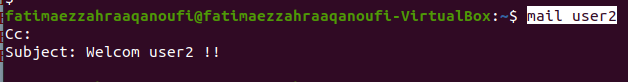 fatimaezzahraaqanoufi@fatimaezzahraaqanoufi-VirtualBox:~$ mail user2
Cc:
Subject: Welcom user2 !!